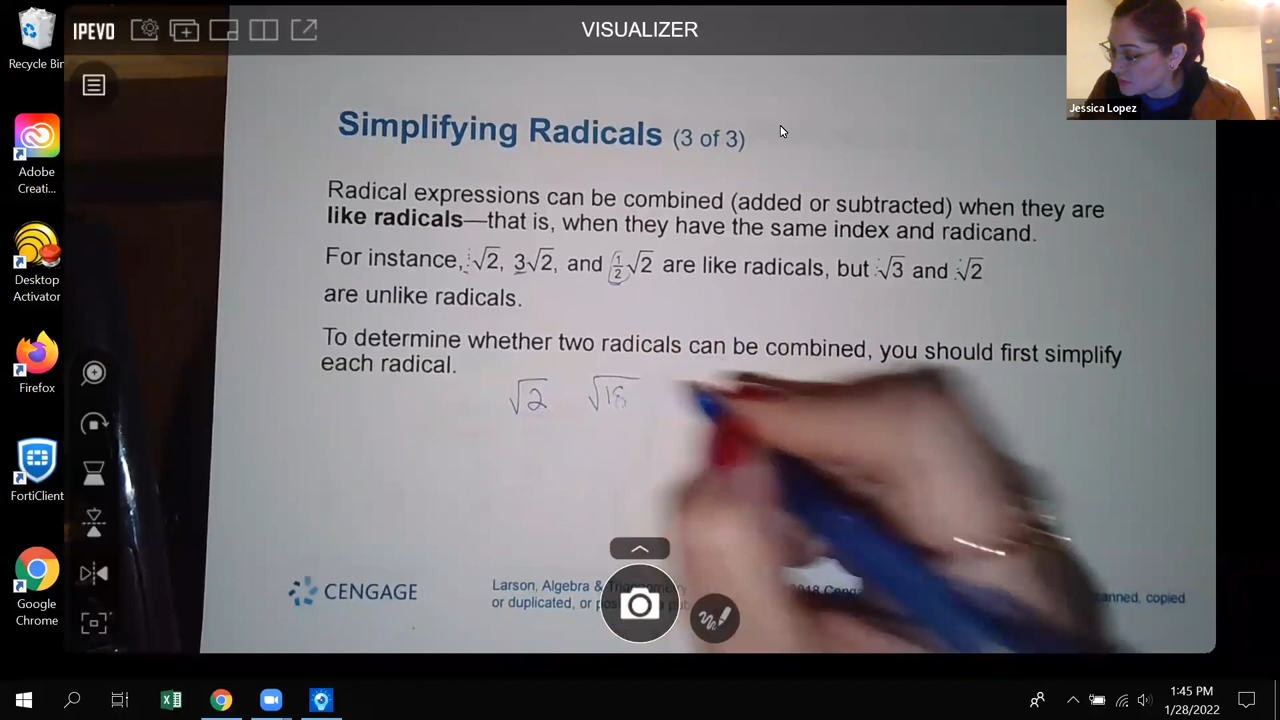 Recycle Bin
Adobe
Creati...
Desktop
Activator
Firefox
FortiClient
Google
Chrome
IPEVO
VISUALIZER
Jessica Lopez
Simplifying Radicals (3 of 3)
Radical expressions can be combined (added or subtracted) when they are
like radicals—that is, when they have the same index and radicand.
For instance, √2, 3√2, and 1/2√2 are like radicals, but √3 and √2
are unlike radicals.
To determine whether two radicals can be combined, you should first simplify
each radical.
√2 √18
CENGAGE
Larson, Algebra &
or duplicated, or
anned, copied
1:45 PM
1/28/2022